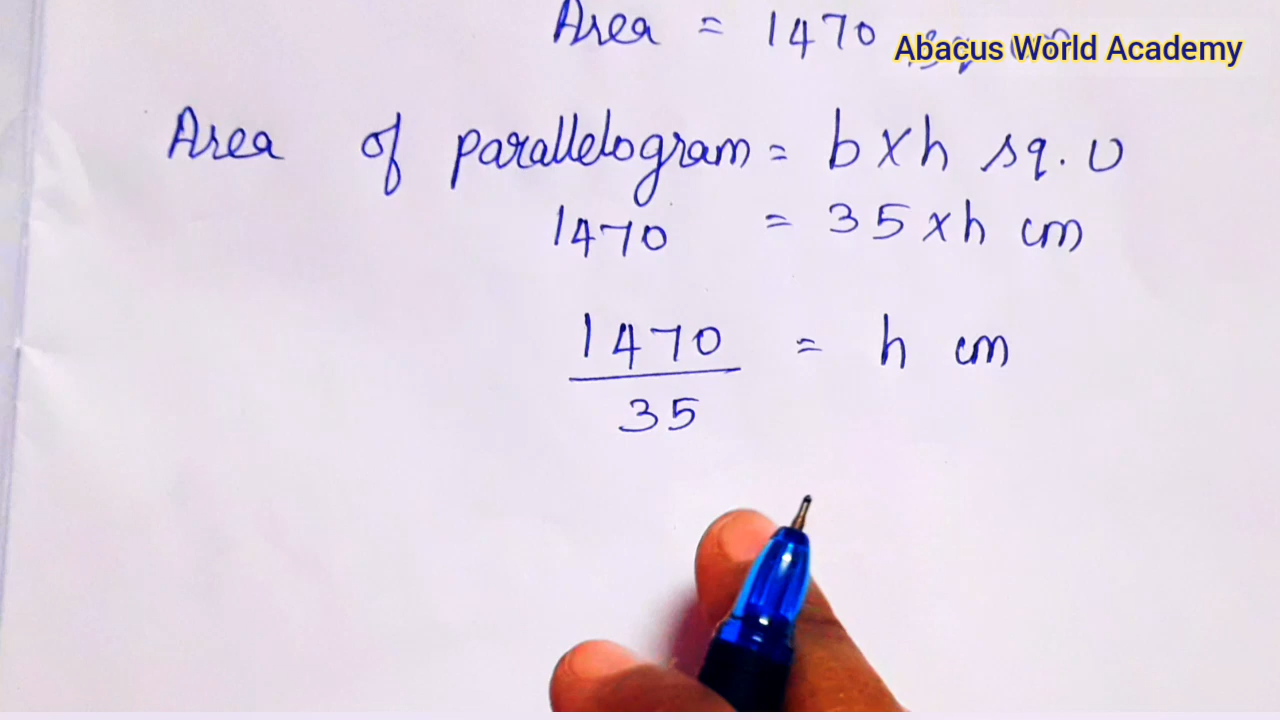 Area = 1470
Abacus World Academy
Area of parallelogram = b x h sq. u
1470 = 35 x h cm
1470 = h cm
35